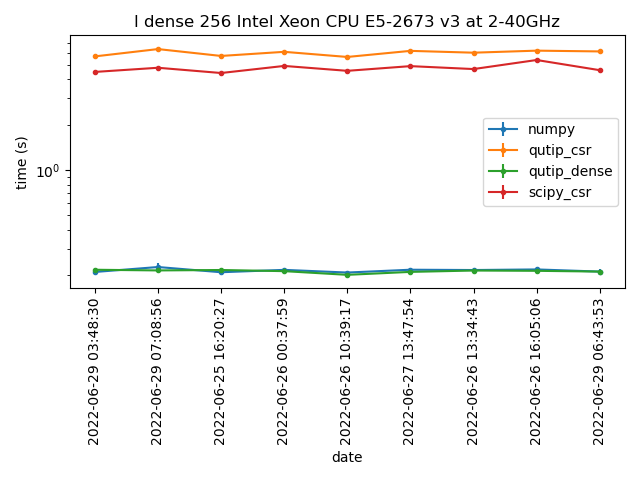 l dense 256 Intel Xeon CPU E5-2673 v3 at 2-40GHz
time (s)
10⁰
numpy
qutip_csr
qutip_dense
scipy_csr
2022-06-29 03:48:30
2022-06-29 07:08:56
2022-06-25 16:20:27
2022-06-26 00:37:59
2022-06-26 10:39:17
2022-06-27 13:47:54
2022-06-26 13:34:43
2022-06-26 16:05:06
2022-06-29 06:43:53
date